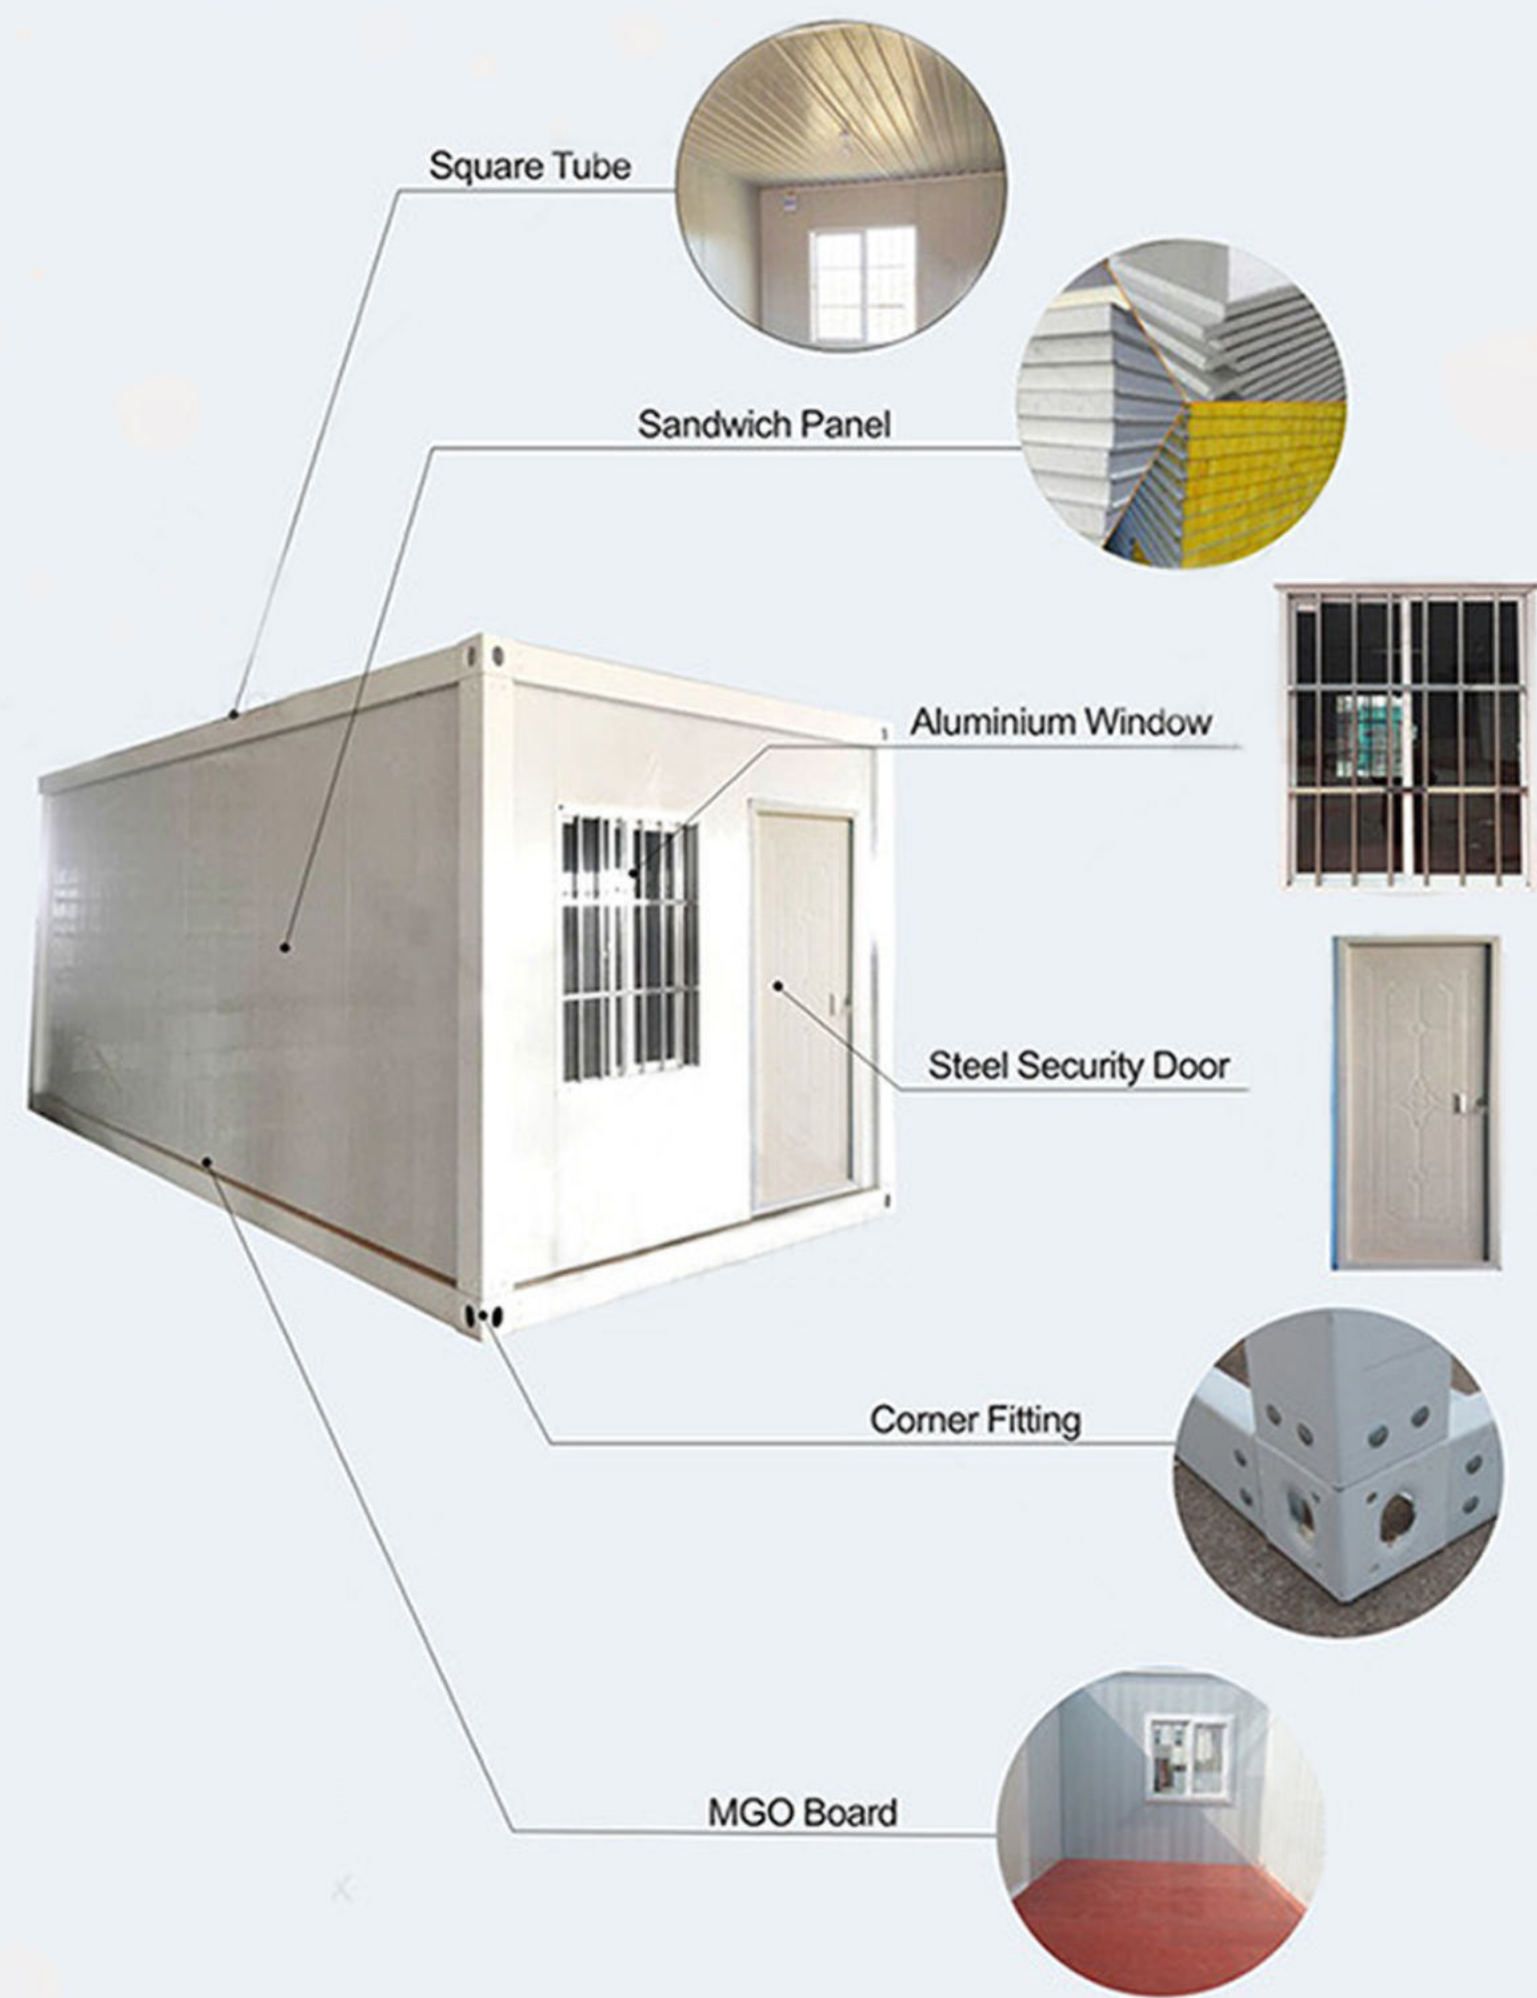 Square Tube
Sandwich Panel
Aluminium Window
Steel Security Door
Corner Fitting
MGO Board